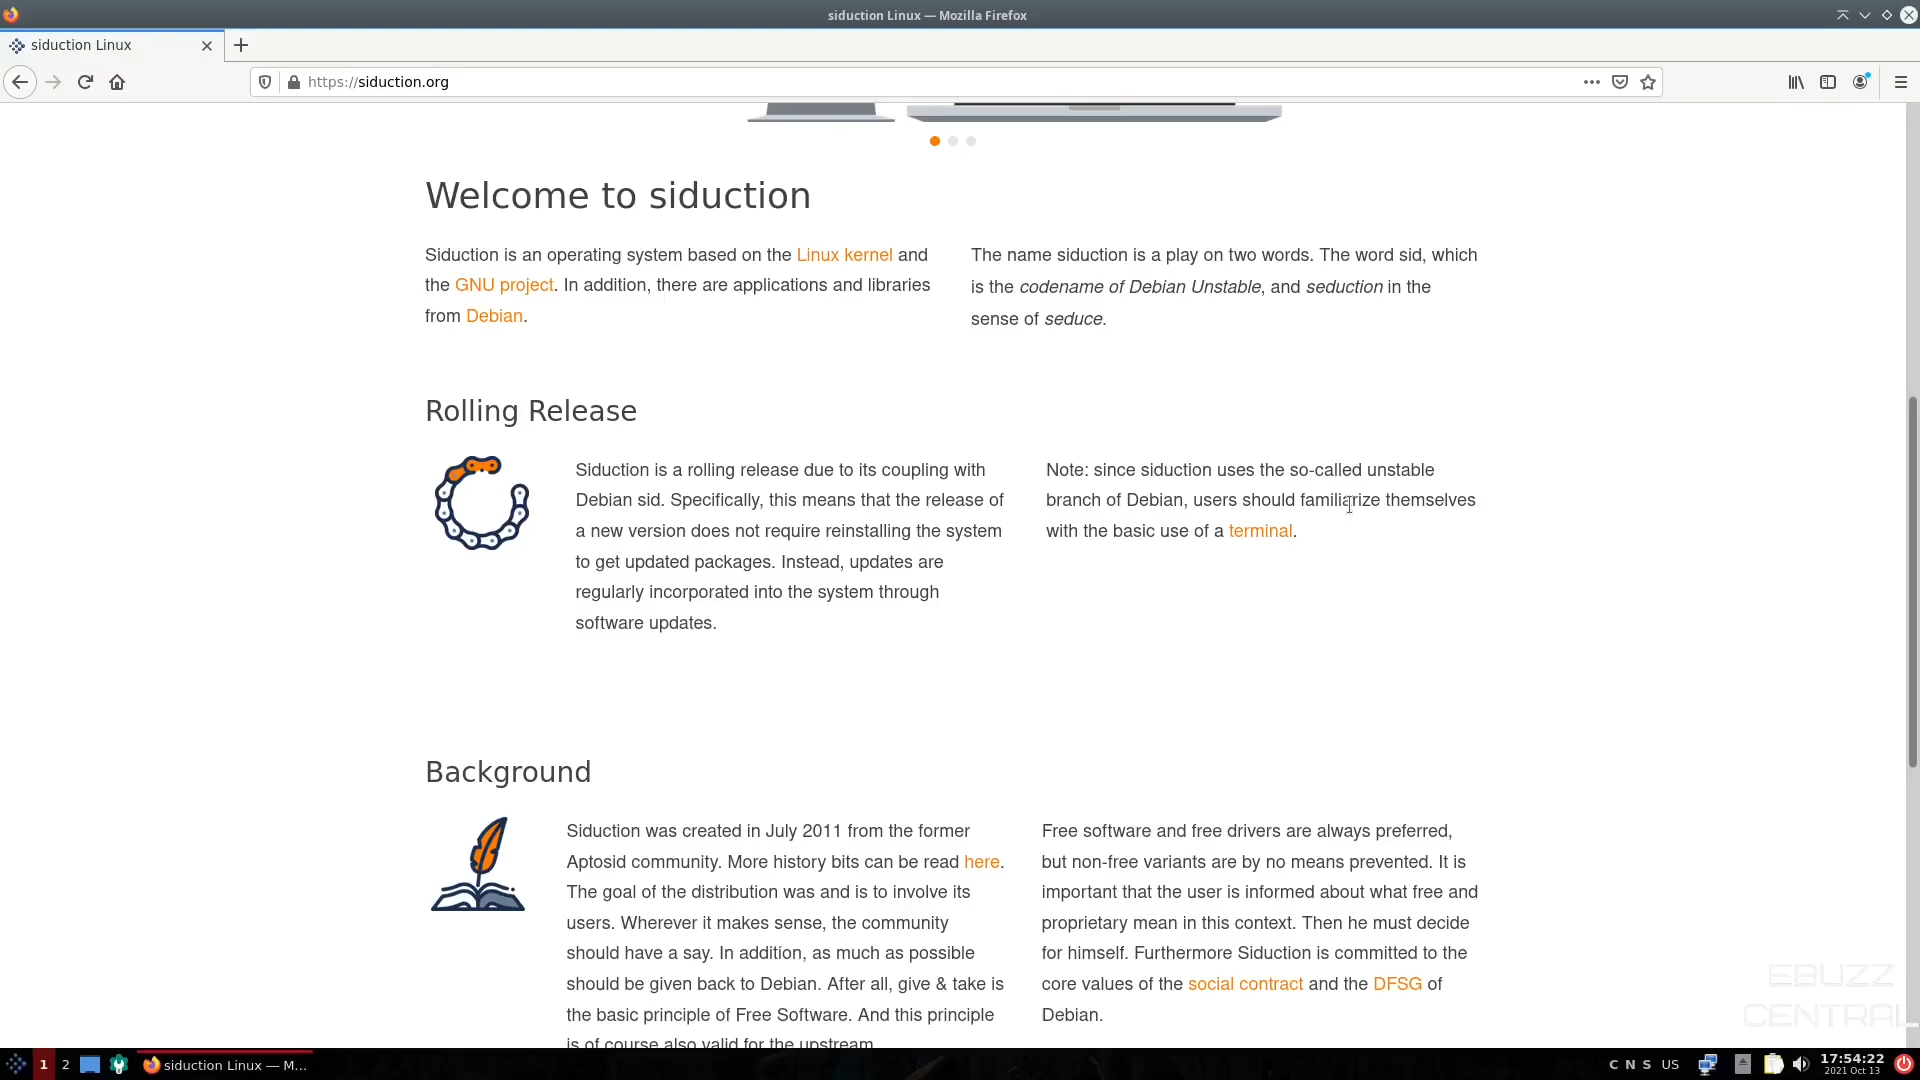 siduction Linux — Mozilla Firefox
siduction Linux
https://siduction.org
Welcome to siduction
Siduction is an operating system based on the Linux kernel and
the GNU project. In addition, there are applications and libraries
from Debian.
The name siduction is a play on two words. The word sid, which
is the codename of Debian Unstable, and seduction in the
sense of seduce.
Rolling Release
Siduction is a rolling release due to its coupling with
Debian sid. Specifically, this means that the release of
a new version does not require reinstalling the system
to get updated packages. Instead, updates are
regularly incorporated into the system through
software updates.
Note: since siduction uses the so-called unstable
branch of Debian, users should familiarize themselves
with the basic use of a terminal.
Background
Siduction was created in July 2011 from the former
Aptosid community. More history bits can be read here.
The goal of the distribution was and is to involve its
users. Wherever it makes sense, the community
should have a say. In addition, as much as possible
should be given back to Debian. After all, give & take is
the basic principle of Free Software. And this principle
is of course also valid for the upstream
Free software and free drivers are always preferred,
but non-free variants are by no means prevented. It is
important that the user is informed about what free and
proprietary mean in this context. Then he must decide
for himself. Furthermore Siduction is committed to the
core values of the social contract and the DFSG of
Debian.
EBUZZ
CENTRAL
1 2 siduction Linux — M... C N S US 17:54:22
2021 Oct 13